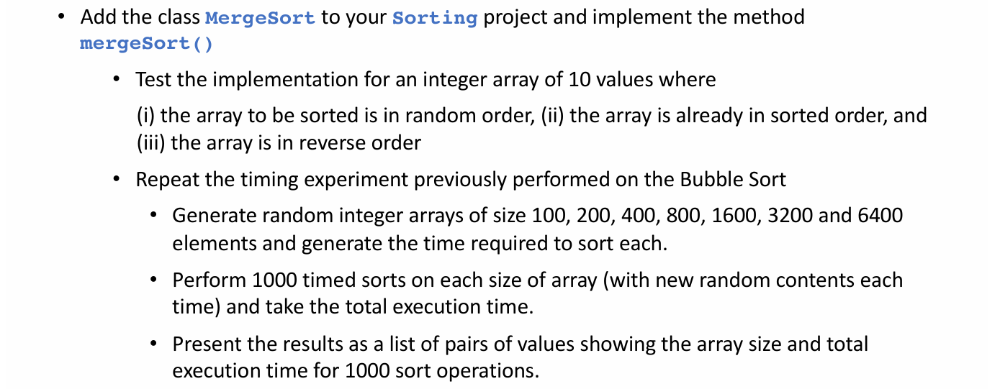 • Add the class MergeSort to your Sorting project and implement the method
mergeSort()
• Test the implementation for an integer array of 10 values where
(i) the array to be sorted is in random order, (ii) the array is already in sorted order, and
(iii) the array is in reverse order
• Repeat the timing experiment previously performed on the Bubble Sort
• Generate random integer arrays of size 100, 200, 400, 800, 1600, 3200 and 6400
elements and generate the time required to sort each.
• Perform 1000 timed sorts on each size of array (with new random contents each
time) and take the total execution time.
• Present the results as a list of pairs of values showing the array size and total
execution time for 1000 sort operations.